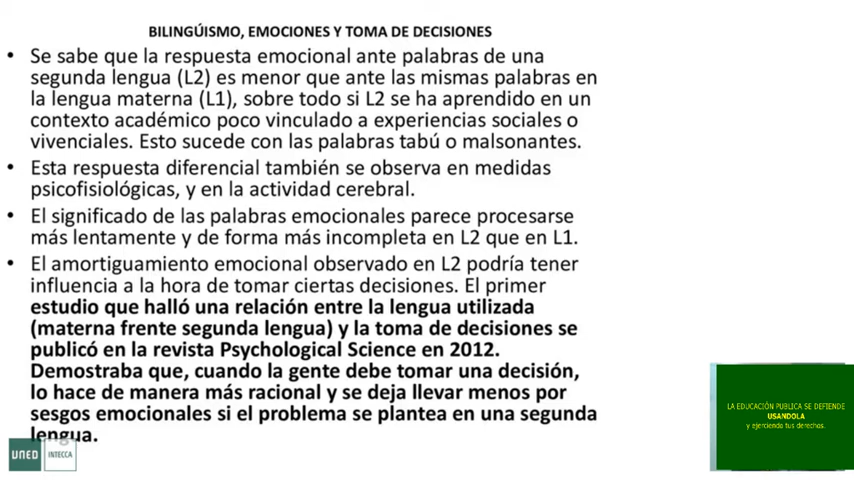 BILINGÚISMO, EMOCIONES Y TOMA DE DECISIONES
• Se sabe que la respuesta emocional ante palabras de una
segunda lengua (L2) es menor que ante las mismas palabras en
la lengua materna (L1), sobre todo si L2 se ha aprendido en un
contexto académico poco vinculado a experiencias sociales o
vivenciales. Esto sucede con las palabras tabú o malsonantes.
• Esta respuesta diferencial también se observa en medidas
psicofisiológicas, y en la actividad cerebral.
• El significado de las palabras emocionales parece procesarse
más lentamente y de forma más incompleta en L2 que en L1.
• El amortiguamiento emocional observado en L2 podría tener
influencia a la hora de tomar ciertas decisiones. El primer
estudio que halló una relación entre la lengua utilizada
(materna frente segunda lengua) y la toma de decisiones se
publicó en la revista Psychological Science en 2012.
Demostraba que, cuando la gente debe tomar una decisión,
lo hace de manera más racional y se deja llevar menos por
sesgos emocionales si el problema se plantea en una segunda
lengua.
UNED INTECCA
LA EDUCACIÓN PUBLICA SE DEFIENDE
USANDOLA
y ejerciendo tus derechos.